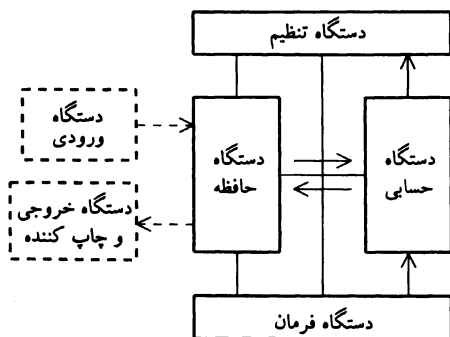 دستگاه تنظیم
دستگاه
ورودی
دستگاه
حافظه
دستگاه
حسابی
دستگاه خروجی
و چاپ کننده
دستگاه فرمان